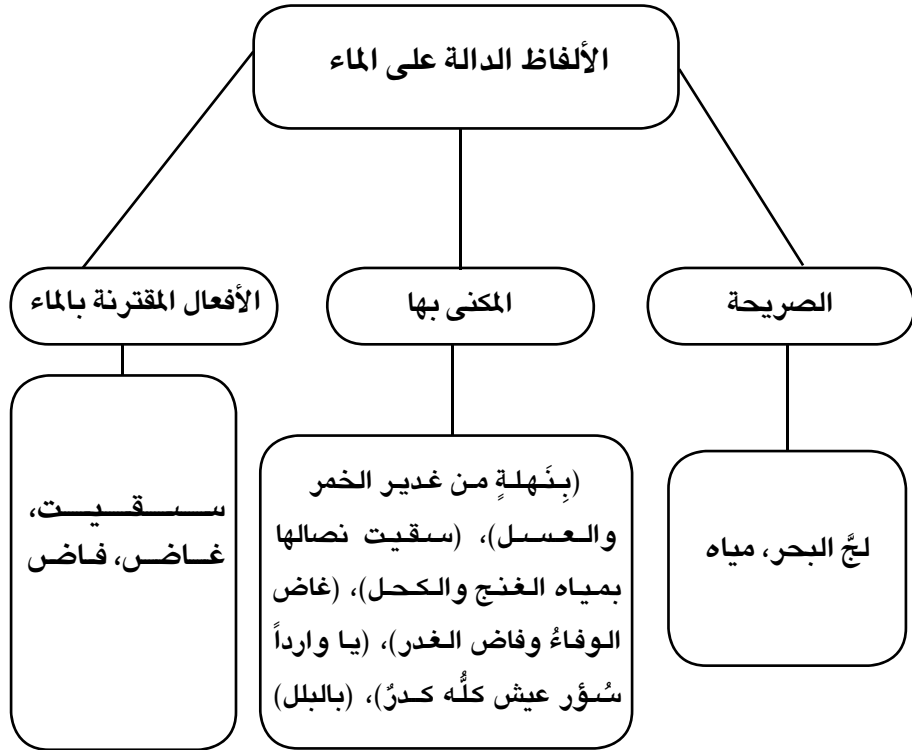 الألفاظ الدالة على الماء
الصريحة
المكنى بها
الأفعال المقترنة بالماء
لجَّ البحر، مياه
(بِنَهلةٍ من غدير الخمر
والعسل)، (سقيت نصالها
بمياه الغنج والكحل)، (غاض
الوفاءُ وفاض الغدر)، (يا وارداً
سُؤر عيش كلُّه كدرٌ)، (بالبلل)
سقيت،
غاض، فاض